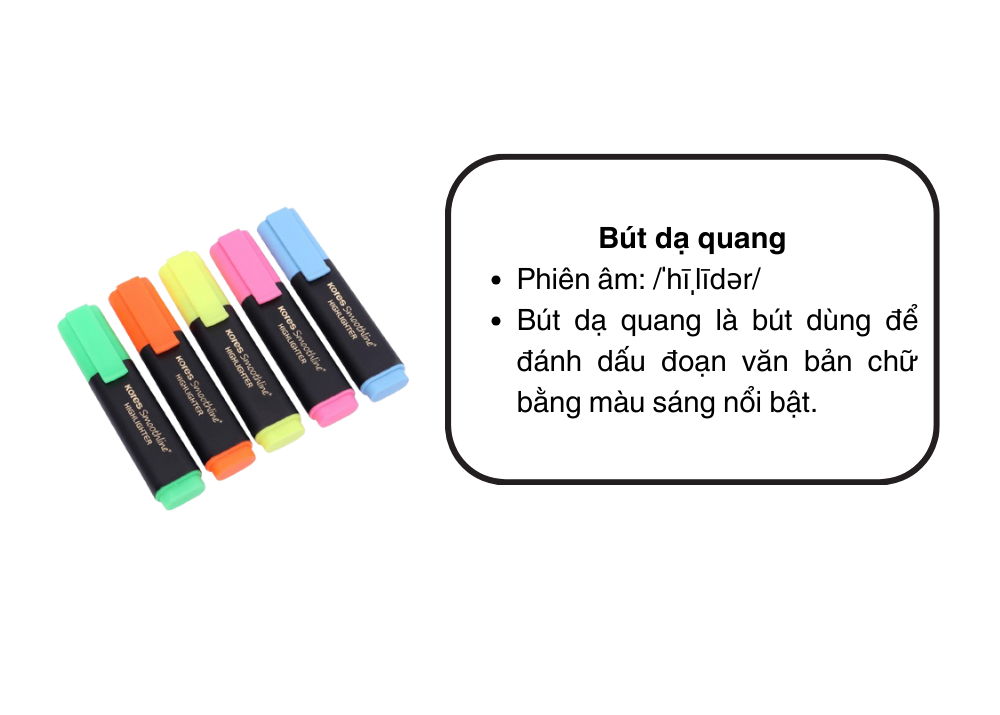 Bút dạ quang
• Phiên âm: /ˈhīˌlīdər/
• Bút dạ quang là bút dùng để
đánh dấu đoạn văn bản chữ
bằng màu sáng nổi bật.
Kores Smoothline®
HIGHLIGHTER
Kores Smoothline®
HIGHLIGHTER
Kores Smoothline®
HIGHLIGHTER
Kores Smoothline®
HIGHLIGHTER
Kores Smoothline®
HIGHLIGHTER